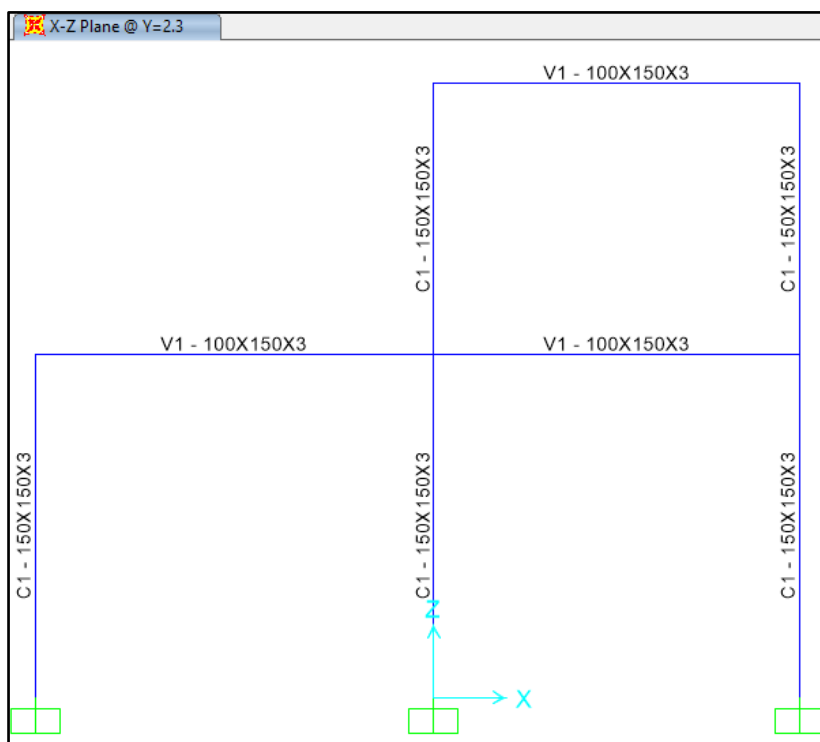 X-Z Plane @ Y=2.3
V1 - 100X150X3
C1 - 150X150X3
C1 - 150X150X3
V1 - 100X150X3
V1 - 100X150X3
C1 - 150X150X3
C1 - 150X150X3
C1 - 150X150X3
Z
X